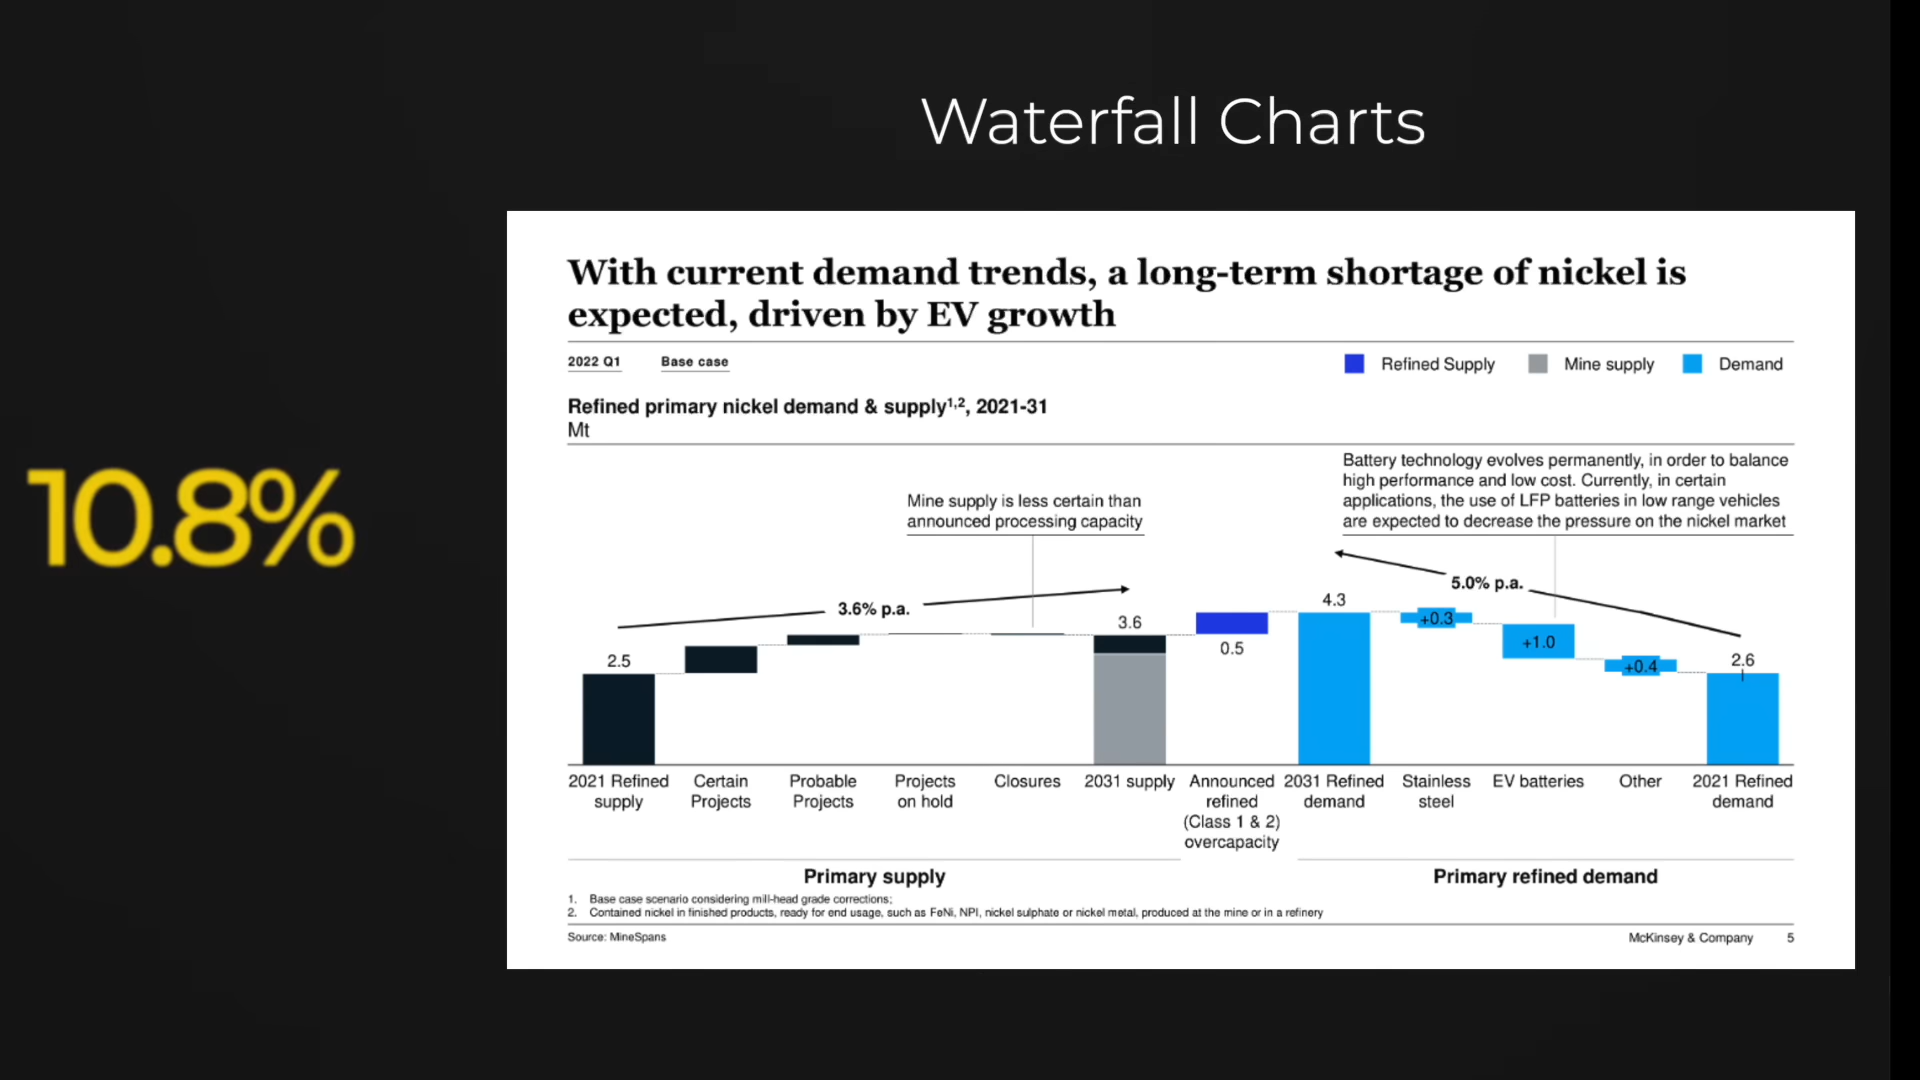 Waterfall Charts
10.8%
With current demand trends, a long-term shortage of nickel is
expected, driven by EV growth
2022 Q1 Base case
Refined Supply Mine supply Demand
Refined primary nickel demand & supply¹,², 2021-31
Mt
Battery technology evolves permanently, in order to balance
high performance and low cost. Currently, in certain
applications, the use of LFP batteries in low range vehicles
are expected to decrease the pressure on the nickel market
Mine supply is less certain than
announced processing capacity
3.6% p.a.
5.0% p.a.
2.5
3.6
0.5
4.3
+0.3
+1.0
+0.4
2.6
2021 Refined
supply
Certain
Projects
Probable
Projects
Projects
on hold
Closures
2031 supply
Announced
refined
(Class 1 & 2)
overcapacity
2031 Refined
demand
Stainless
steel
EV batteries
Other
2021 Refined
demand
Primary supply
Primary refined demand
1. Base case scenario considering mill-head grade corrections;
2. Contained nickel in finished products, ready for end usage, such as FeNi, NPI, nickel sulphate or nickel metal, produced at the mine or in a refinery
Source: MineSpans
McKinsey & Company 5